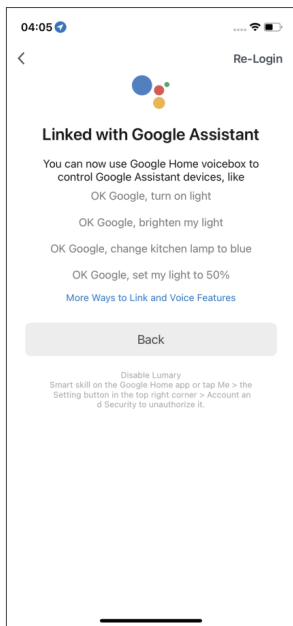 04:05
Re-Login
Linked with Google Assistant
You can now use Google Home voicebox to
control Google Assistant devices, like
OK Google, turn on light
OK Google, brighten my light
OK Google, change kitchen lamp to blue
OK Google, set my light to 50%
More Ways to Link and Voice Features
Back
Disable Lumary
Smart skill on the Google Home app or tap Me > the
Setting button in the top right corner > Account an
d Security to unauthorize it.